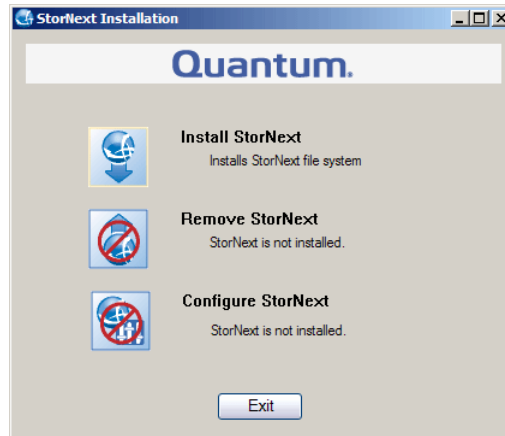 StorNext Installation
Quantum.
Install StorNext
Installs StorNext file system
Remove StorNext
StorNext is not installed.
Configure StorNext
StorNext is not installed.
Exit